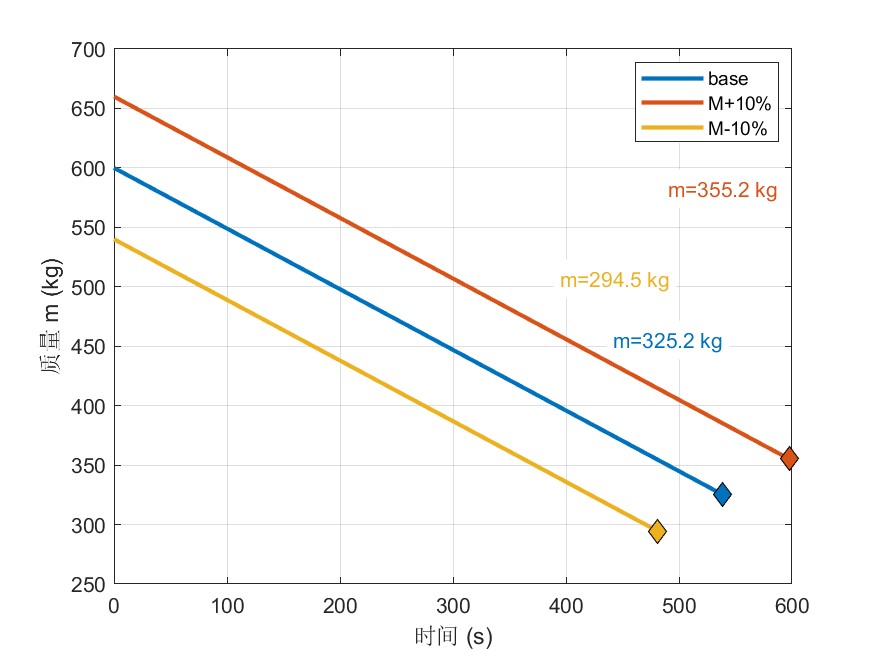 700
650
600
550
500
450
400
350
300
250
质量 m (kg)
base
M+10%
M-10%
m=355.2 kg
m=294.5 kg
m=325.2 kg
0 100 200 300 400 500 600
时间 (s)